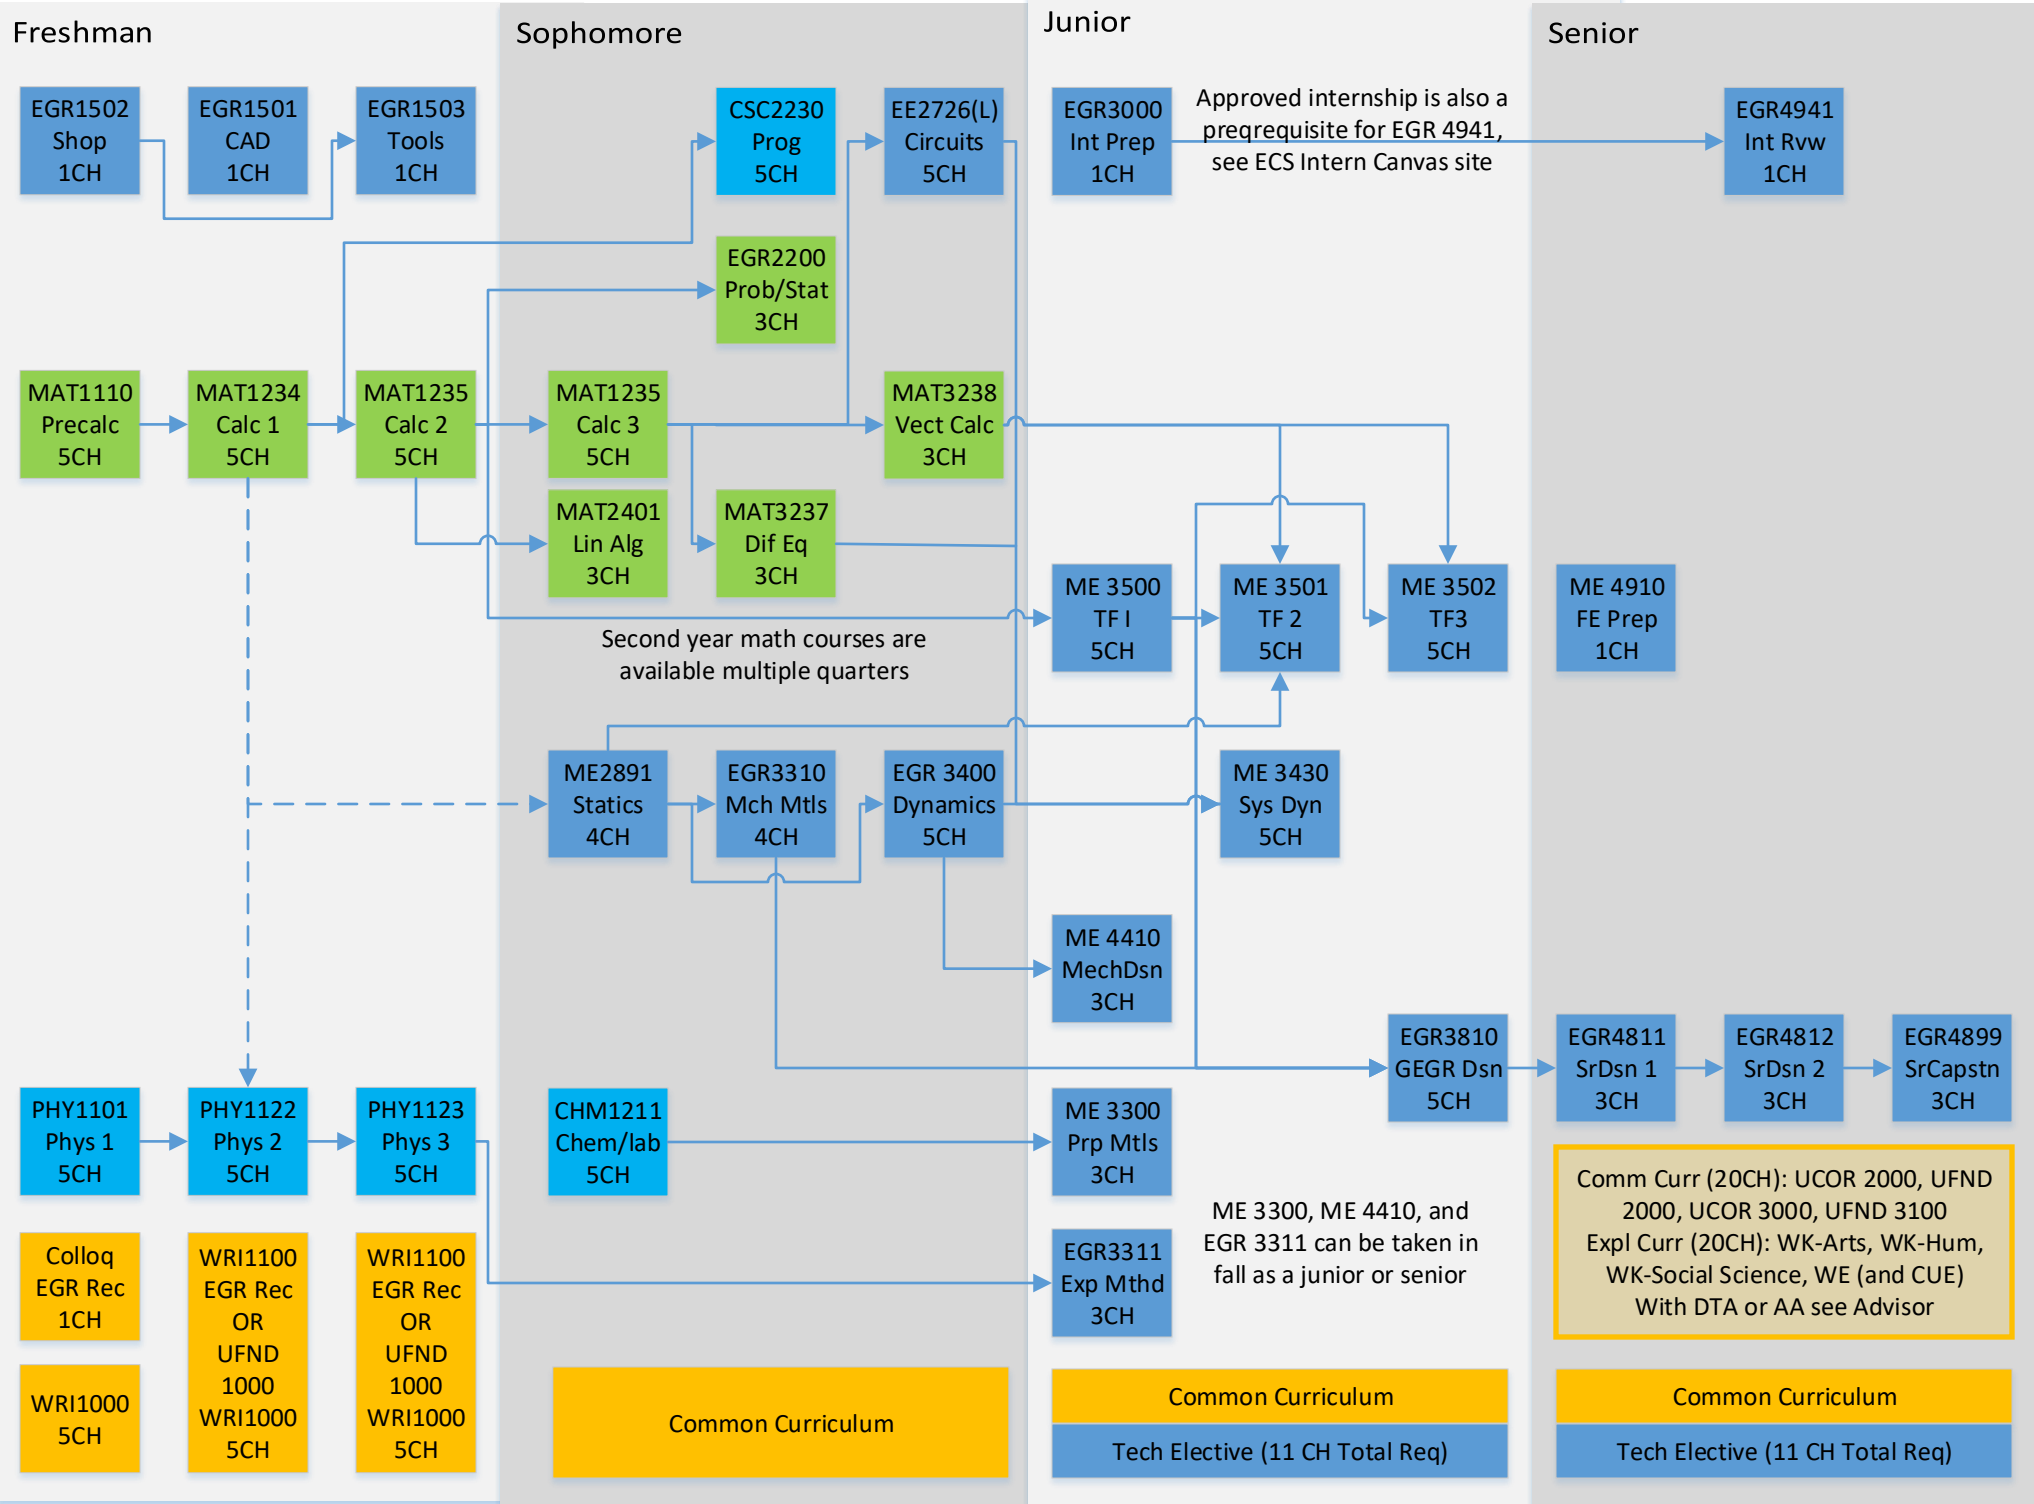 Freshman
Sophomore
Junior
Senior
EGR1502
Shop
1CH
EGR1501
CAD
1CH
EGR1503
Tools
1CH
CSC2230
Prog
5CH
EE2726(L)
Circuits
5CH
EGR3000
Int Prep
1CH
Approved internship is also a
preqrequisite for EGR 4941,
see ECS Intern Canvas site
EGR4941
Int Rvw
1CH
EGR2200
Prob/Stat
3CH
MAT1110
Precalc
5CH
MAT1234
Calc 1
5CH
MAT1235
Calc 2
5CH
MAT1235
Calc 3
5CH
MAT3238
Vect Calc
3CH
MAT2401
Lin Alg
3CH
MAT3237
Dif Eq
3CH
ME 3500
TF I
5CH
ME 3501
TF 2
5CH
ME 3502
TF3
5CH
ME 4910
FE Prep
1CH
Second year math courses are
available multiple quarters
ME2891
Statics
4CH
EGR3310
Mch Mtls
4CH
EGR 3400
Dynamics
5CH
ME 3430
Sys Dyn
5CH
ME 4410
MechDsn
3CH
EGR3810
GEGR Dsn
5CH
EGR4811
SrDsn 1
3CH
EGR4812
SrDsn 2
3CH
EGR4899
SrCapstn
3CH
PHY1101
Phys 1
5CH
PHY1122
Phys 2
5CH
PHY1123
Phys 3
5CH
CHM1211
Chem/lab
5CH
ME 3300
Prp Mtls
3CH
Colloq
EGR Rec
1CH
WRI1100
EGR Rec
OR
UFND
1000
WRI1000
5CH
WRI1100
EGR Rec
OR
UFND
1000
WRI1000
5CH
EGR3311
Exp Mthd
3CH
ME 3300, ME 4410, and
EGR 3311 can be taken in
fall as a junior or senior
Comm Curr (20CH): UCOR 2000, UFND
2000, UCOR 3000, UFND 3100
Expl Curr (20CH): WK-Arts, WK-Hum,
WK-Social Science, WE (and CUE)
With DTA or AA see Advisor
WRI1000
5CH
Common Curriculum
Common Curriculum
Tech Elective (11 CH Total Req)
Common Curriculum
Tech Elective (11 CH Total Req)